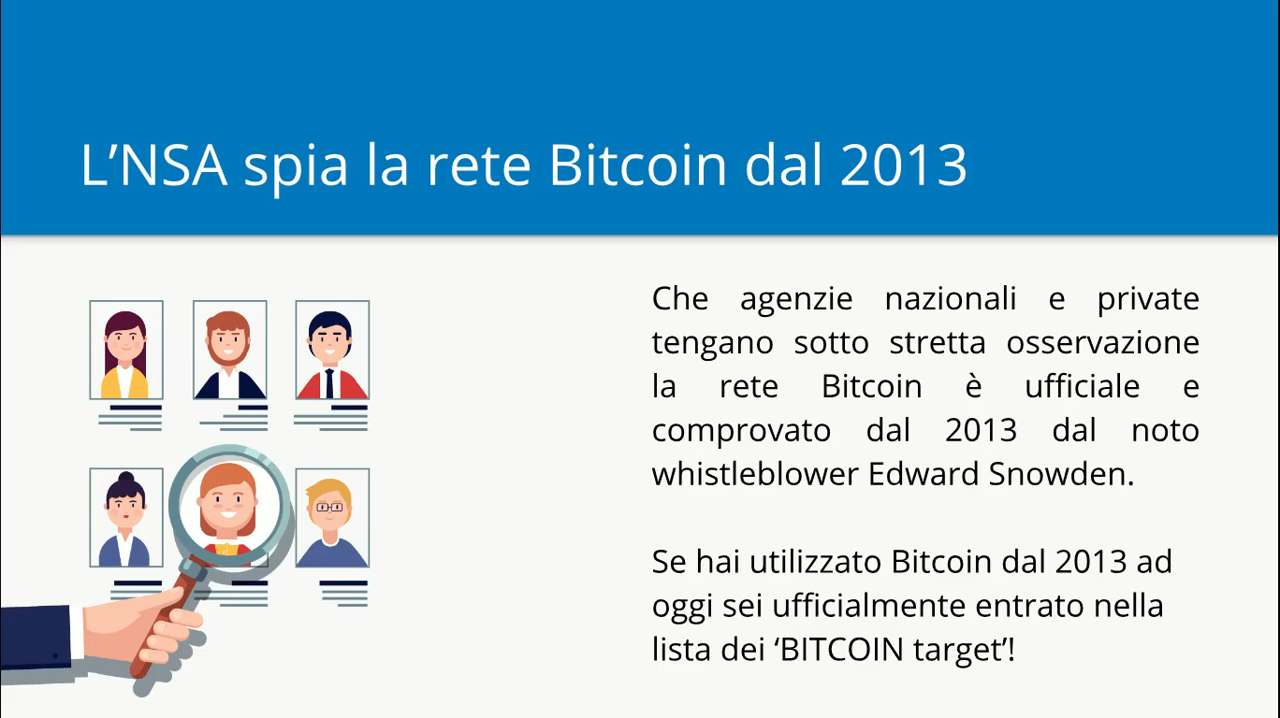 L’NSA spia la rete Bitcoin dal 2013
Che agenzie nazionali e private
tengano sotto stretta osservazione
la rete Bitcoin è ufficiale e
comprovato dal 2013 dal noto
whistleblower Edward Snowden.
Se hai utilizzato Bitcoin dal 2013 ad
oggi sei ufficialmente entrato nella
lista dei ‘BITCOIN target’!